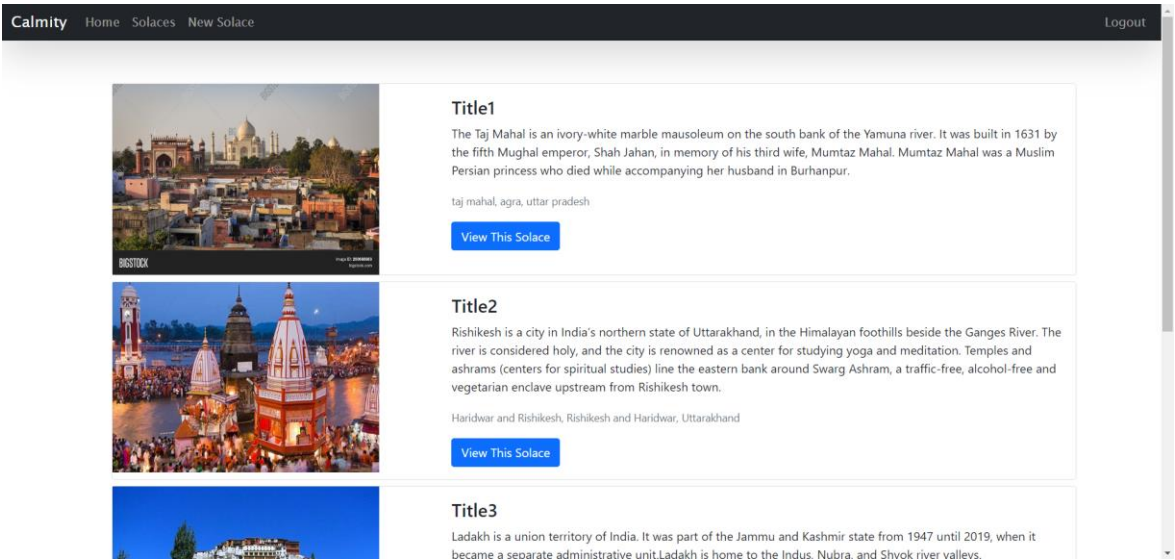 Calmity Home Solaces New Solace Logout
Title1
The Taj Mahal is an ivory-white marble mausoleum on the south bank of the Yamuna river. It was built in 1631 by
the fifth Mughal emperor, Shah Jahan, in memory of his third wife, Mumtaz Mahal. Mumtaz Mahal was a Muslim
Persian princess who died while accompanying her husband in Burhanpur.
taj mahal, agra, uttar pradesh
View This Solace
BIGSTOCK
Title2
Rishikesh is a city in India's northern state of Uttarakhand, in the Himalayan foothills beside the Ganges River. The
river is considered holy, and the city is renowned as a center for studying yoga and meditation. Temples and
ashrams (centers for spiritual studies) line the eastern bank around Swarg Ashram, a traffic-free, alcohol-free and
vegetarian enclave upstream from Rishikesh town.
Haridwar and Rishikesh, Rishikesh and Haridwar, Uttarakhand
View This Solace
Title3
Ladakh is a union territory of India. It was part of the Jammu and Kashmir state from 1947 until 2019, when it
became a separate administrative unit.Ladakh is home to the Indus, Nubra, and Shyok river valleys.